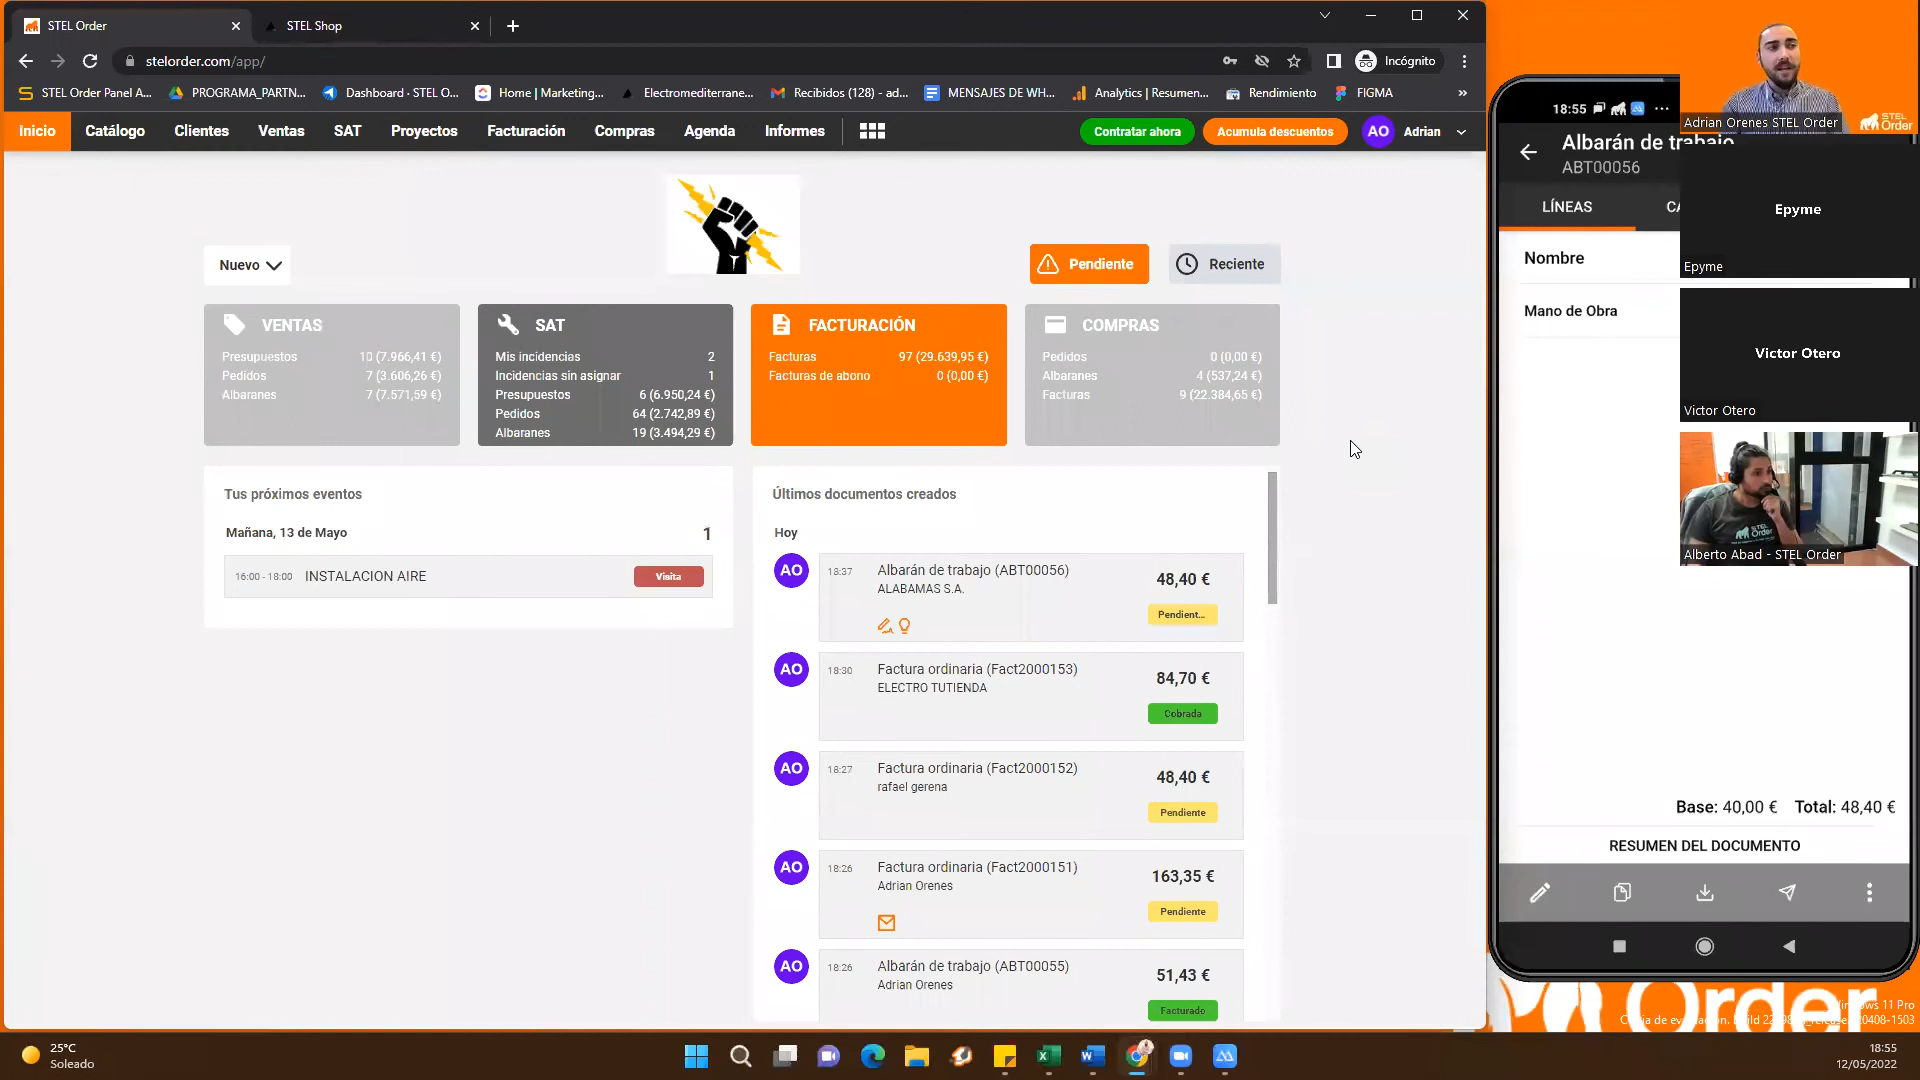 STEL Order
STEL Shop
stelorder.com/app/
Incógnito
STEL Order Panel A...
PROGRAMA_PARTN...
Dashboard · STEL O...
Home | Marketing...
Electromediterrane...
Recibidos (128) - ad...
MENSAJES DE WH...
Analytics | Resumen...
Rendimiento
FIGMA
»
Inicio
Catálogo
Clientes
Ventas
SAT
Proyectos
Facturación
Compras
Agenda
Informes
Contratar ahora
Acumula descuentos
AO
Adrian
Nuevo
Pendiente
Reciente
VENTAS
Presupuestos 10 (7.966,41 €)
Pedidos 7 (3.606,26 €)
Albaranes 7 (7.571,59 €)
SAT
Mis incidencias 2
Incidencias sin asignar 1
Presupuestos 6 (6.950,24 €)
Pedidos 64 (2.742,89 €)
Albaranes 19 (3.494,29 €)
FACTURACIÓN
Facturas 97 (29.639,95 €)
Facturas de abono 0 (0,00 €)
COMPRAS
Pedidos 0 (0,00 €)
Albaranes 4 (537,24 €)
Facturas 9 (22.384,65 €)
Tus próximos eventos
Mañana, 13 de Mayo 1
16:00 - 18:00 INSTALACION AIRE Visita
Últimos documentos creados
Hoy
AO 18:37 Albarán de trabajo (ABT00056) 48,40 €
ALABAMAS S.A.
Pendient...
AO 18:30 Factura ordinaria (Fact2000153) 84,70 €
ELECTRO TUTIENDA
Cobrada
AO 18:27 Factura ordinaria (Fact2000152) 48,40 €
rafael gerena
Pendiente
AO 18:26 Factura ordinaria (Fact2000151) 163,35 €
Adrian Orenes
Pendiente
AO 18:26 Albarán de trabajo (ABT00055) 51,43 €
Adrian Orenes
Facturado
18:55
Albarán de trabajo
ABT00056
LÍNEAS
Nombre
Mano de Obra
Base: 40,00 € Total: 48,40 €
RESUMEN DEL DOCUMENTO
Adrian Orenes STEL Order
STEL
Order
Epyme
Epyme
Victor Otero
Victor Otero
STEL
Order
Alberto Abad - STEL Order
Order
25°C
Soleado
18:55
12/05/2022